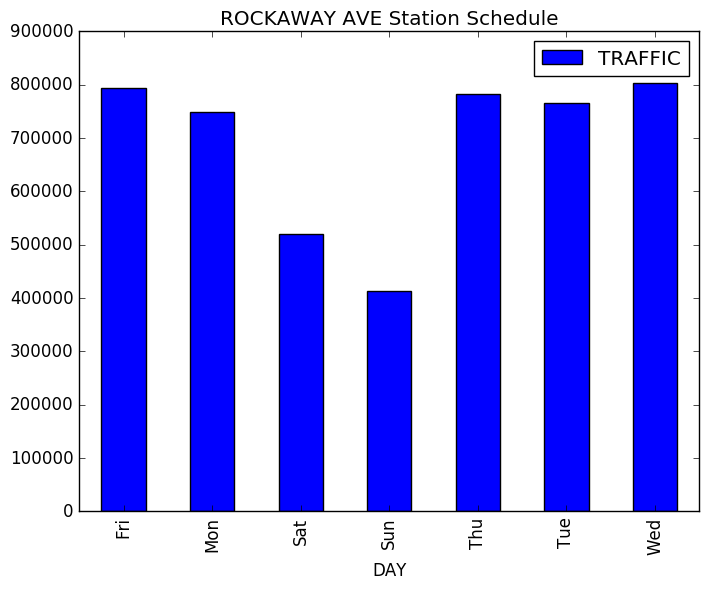 ROCKAWAY AVE Station Schedule
TRAFFIC
900000
800000
700000
600000
500000
400000
300000
200000
100000
0
Fri
Mon
Sat
Sun
Thu
Tue
Wed
DAY